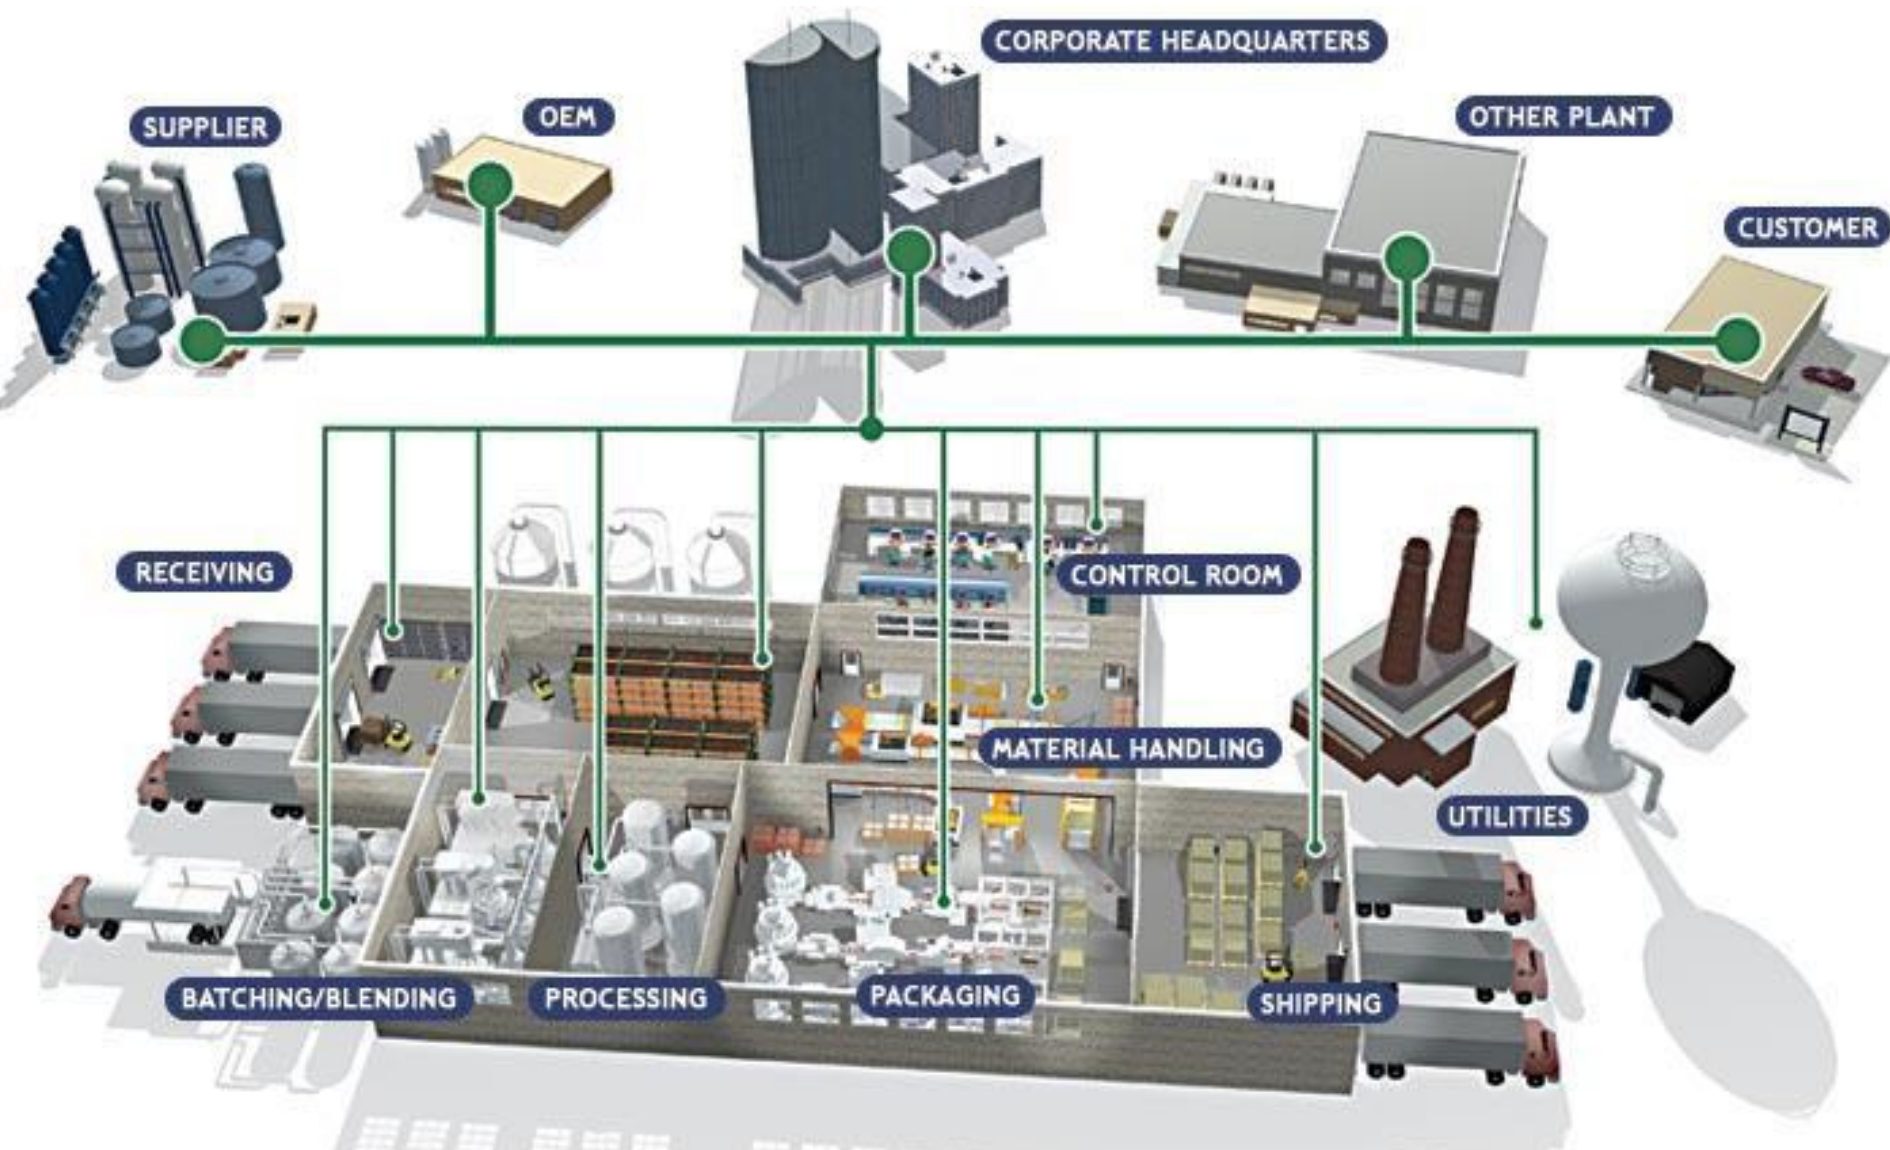 CORPORATE HEADQUARTERS
SUPPLIER
OEM
OTHER PLANT
CUSTOMER
RECEIVING
CONTROL ROOM
MATERIAL HANDLING
UTILITIES
BATCHING/BLENDING
PROCESSING
PACKAGING
SHIPPING